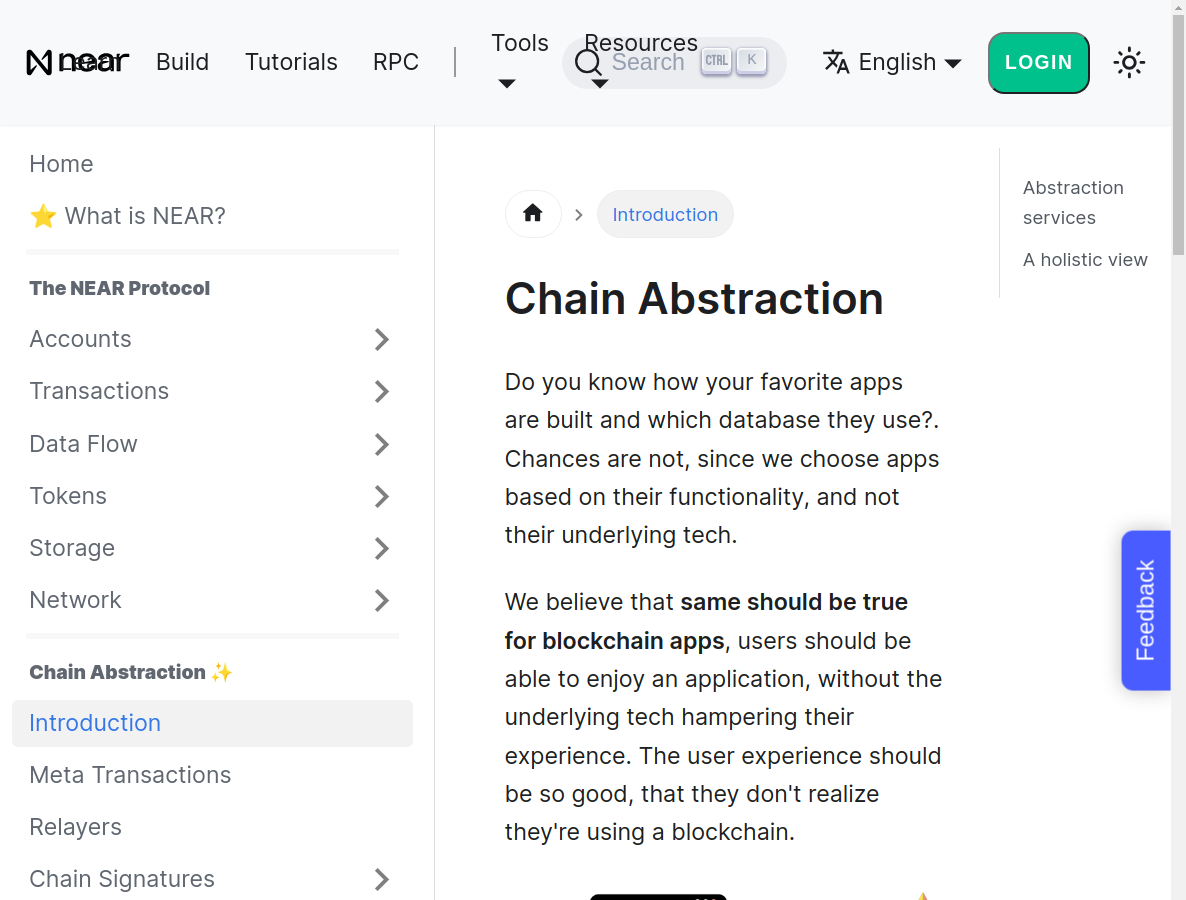 near
Learn
Build
Tutorials
RPC
Tools
Resources
Search
CTRL
K
English
LOGIN
Home
⭐ What is NEAR?
The NEAR Protocol
Accounts
Transactions
Data Flow
Tokens
Storage
Network
Chain Abstraction ✨
Introduction
Meta Transactions
Relayers
Chain Signatures
Introduction
Chain Abstraction
Do you know how your favorite apps
are built and which database they use?.
Chances are not, since we choose apps
based on their functionality, and not
their underlying tech.
We believe that same should be true
for blockchain apps, users should be
able to enjoy an application, without the
underlying tech hampering their
experience. The user experience should
be so good, that they don't realize
they're using a blockchain.
Abstraction
services
A holistic view
Feedback